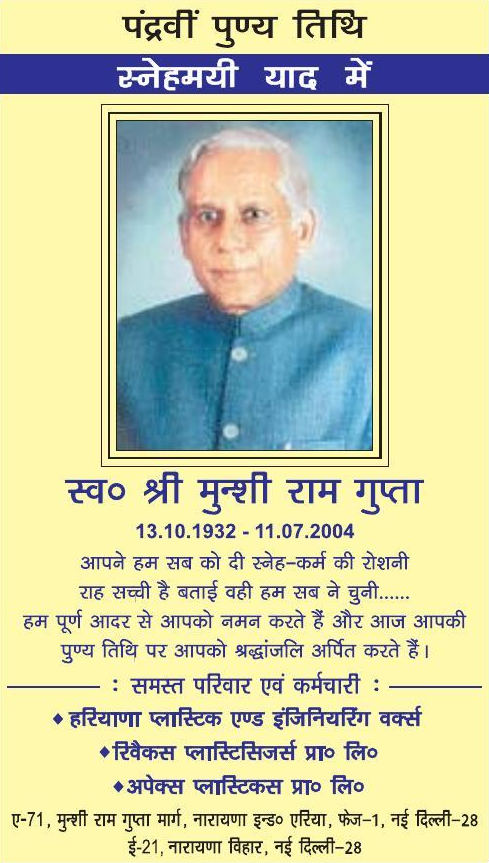 पंद्रवीं पुण्य तिथि
स्नेहमयी याद में
स्व० श्री मुन्शी राम गुप्ता
13.10.1932 - 11.07.2004
आपने हम सब को दी स्नेह–कर्म की रोशनी
राह सच्ची है बताई वही हम सब ने चुनी......
हम पूर्ण आदर से आपको नमन करते हैं और आज आपकी
पुण्य तिथि पर आपको श्रद्धांजलि अर्पित करते हैं।
: समस्त परिवार एवं कर्मचारी :
♦ हरियाणा प्लास्टिक एण्ड इंजिनियरिंग वर्क्स
♦रिवैकस प्लास्टिसिजर्स प्रा० लि०
♦अपेक्स प्लास्टिकस प्रा० लि०
ए-71, मुन्शी राम गुप्ता मार्ग, नारायणा इन्ड० एरिया, फेज–1, नई दिल्ली–28
ई-21, नारायणा विहार, नई दिल्ली–28